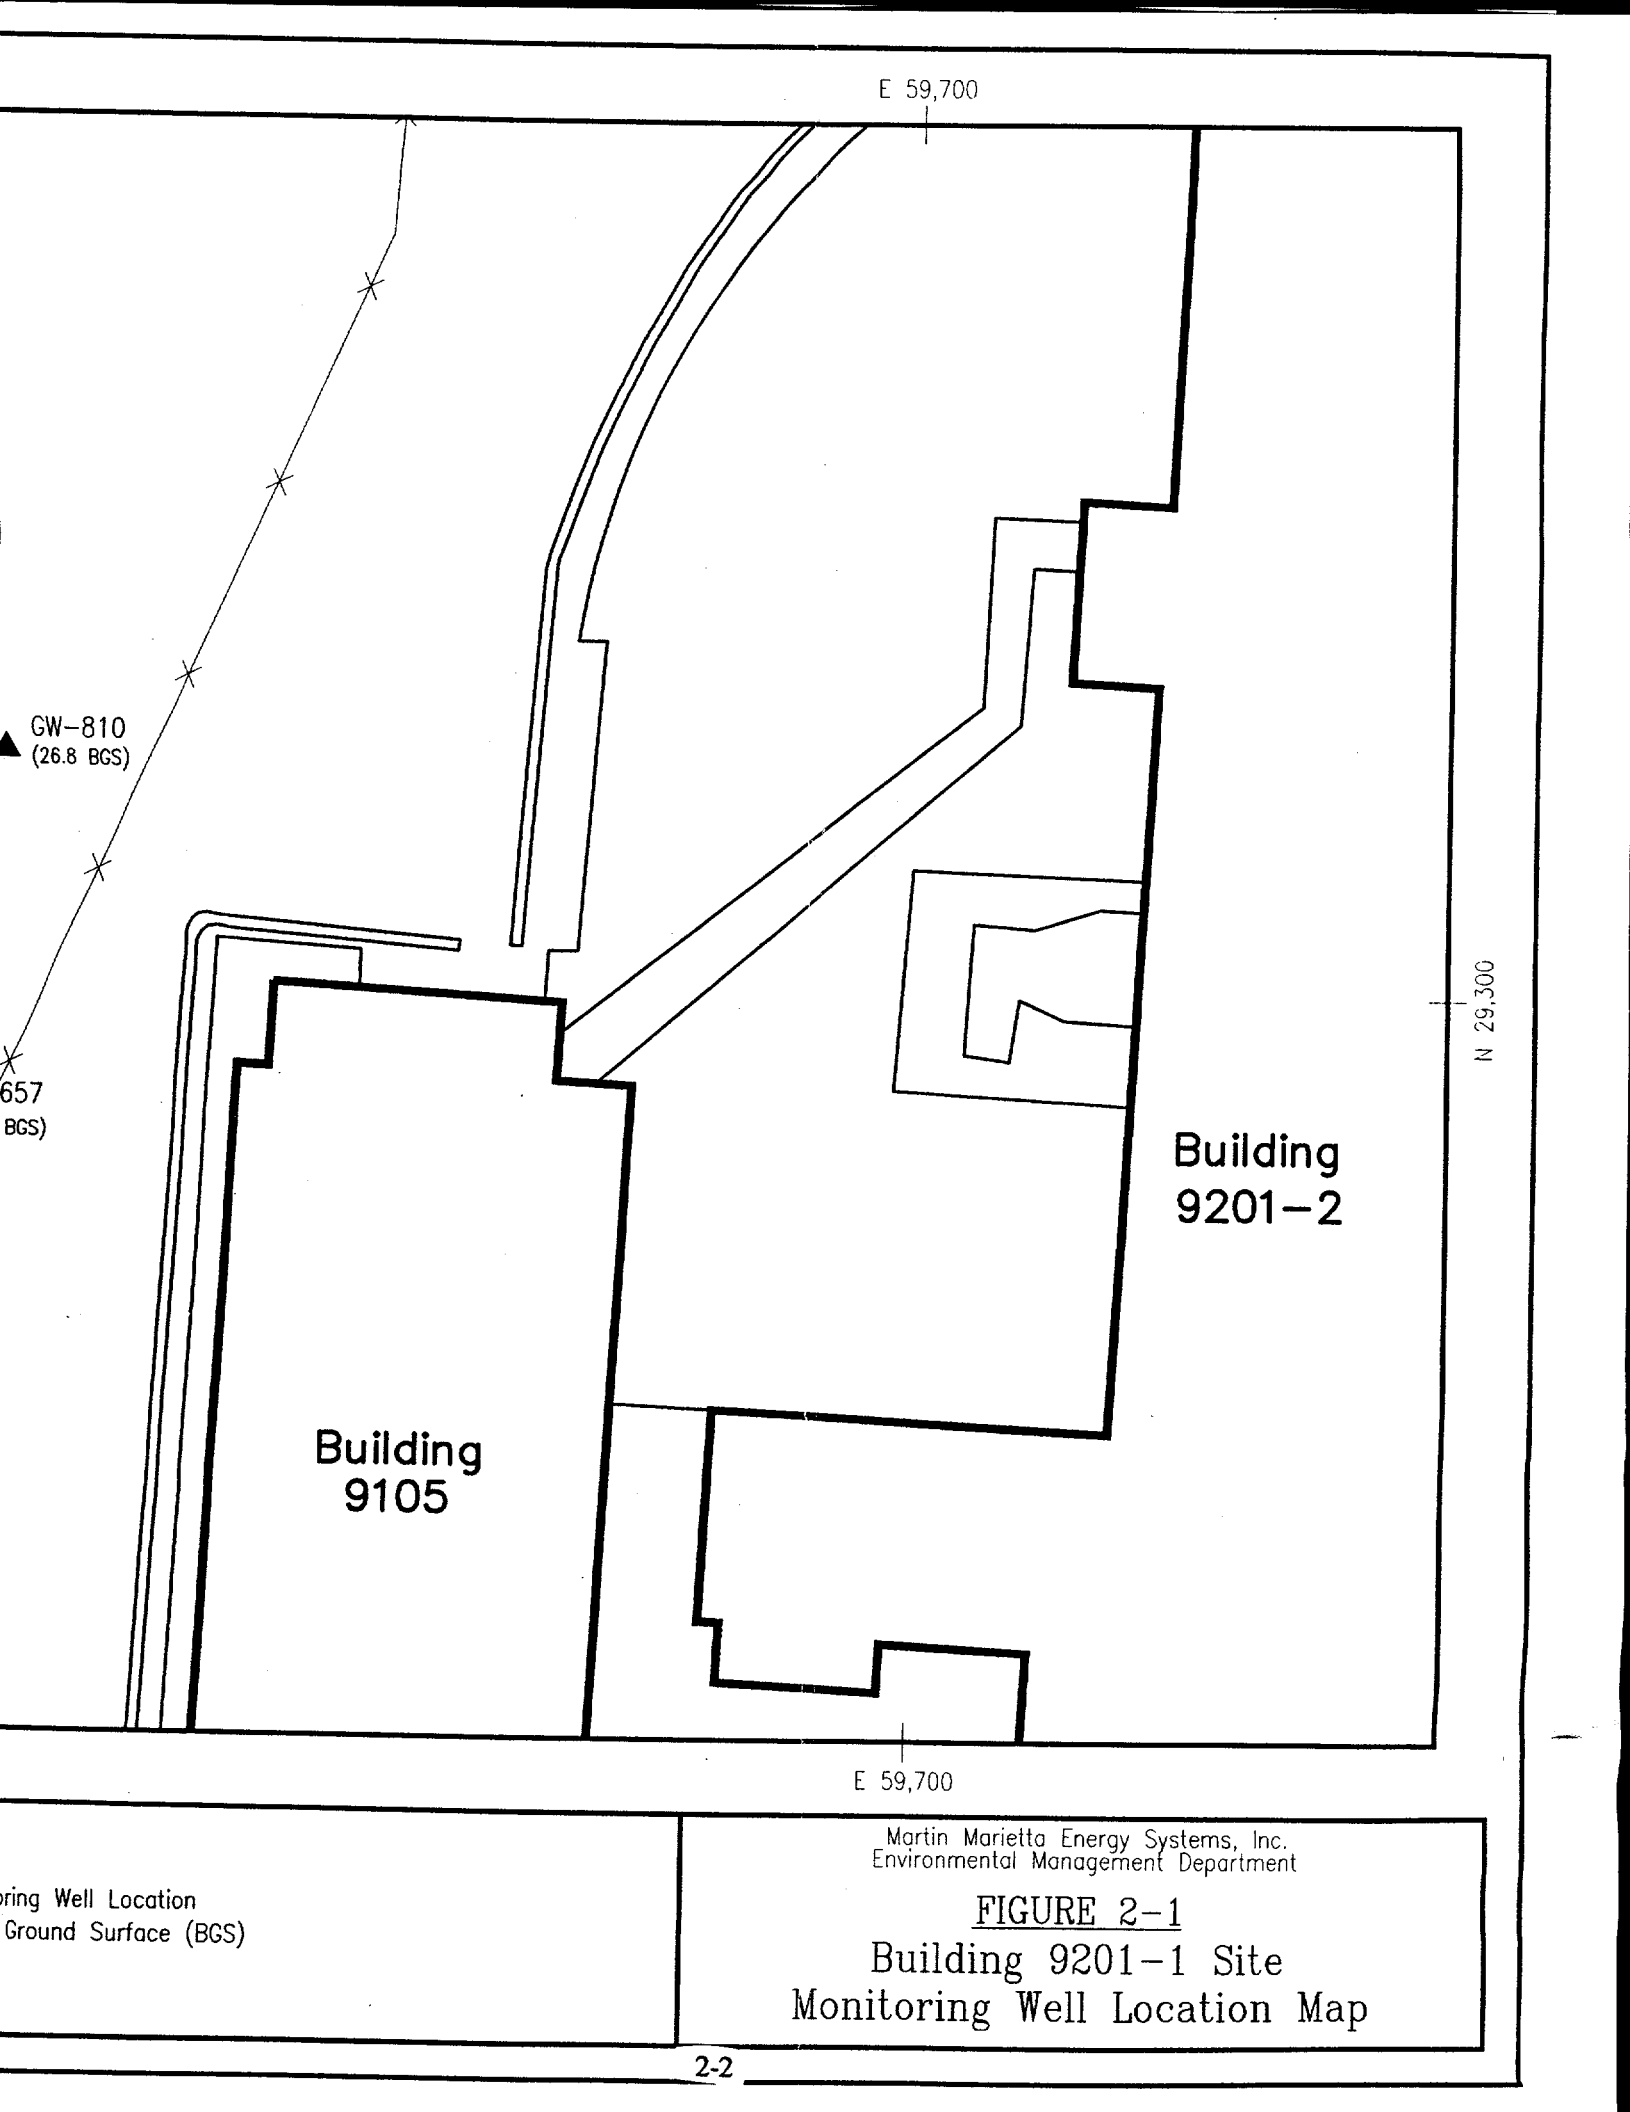 E 59,700
GW-810
(26.8 BGS)
N 29,300
657
BGS)
Building
9201-2
Building
9105
E 59,700
Martin Marietta Energy Systems, Inc.
Environmental Management Department
FIGURE 2-1
Building 9201-1 Site
Monitoring Well Location Map
oring Well Location
Ground Surface (BGS)
2-2